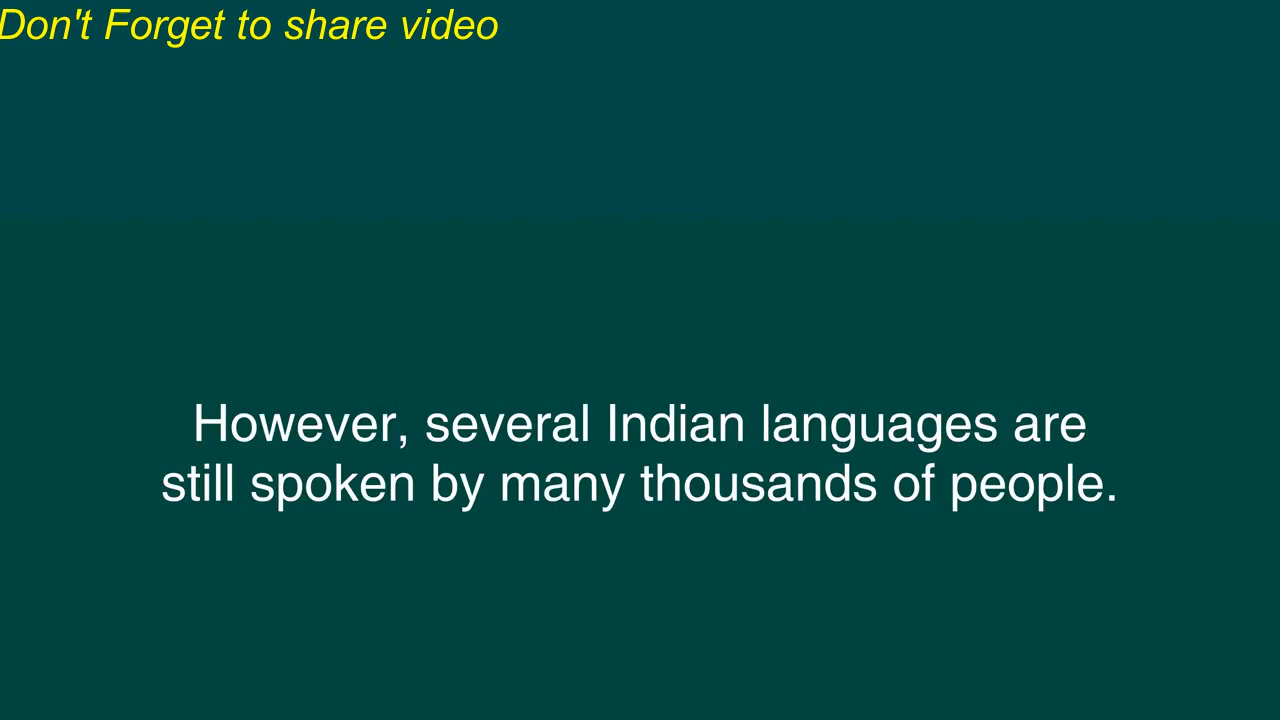 Don't Forget to share video
However, several Indian languages are
still spoken by many thousands of people.